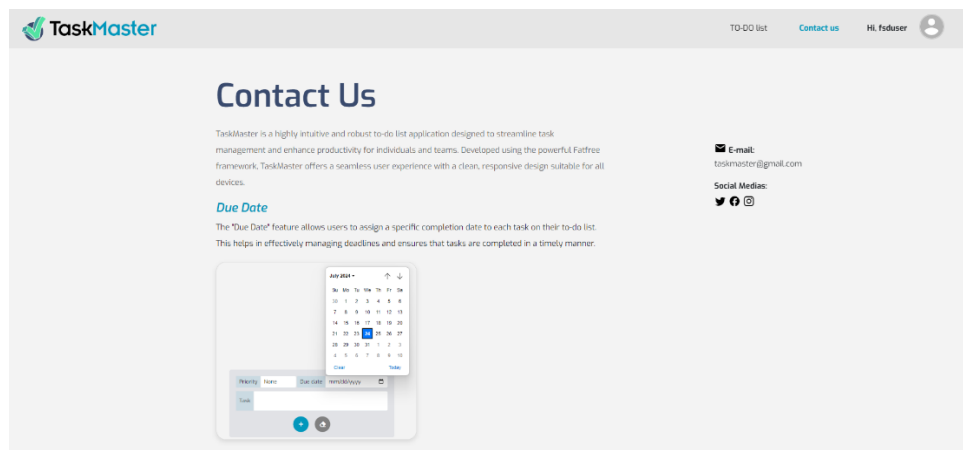 TaskMaster
TO-DO list
Contact us
Hi, fsduser
Contact Us
TaskMaster is a highly intuitive and robust to-do list application designed to streamline task
management and enhance productivity for individuals and teams. Developed using the powerful Fatfree
framework, TaskMaster offers a seamless user experience with a clean, responsive design suitable for all
devices.
E-mail:
taskmaster@gmail.com
Social Medias:
Due Date
The "Due Date" feature allows users to assign a specific completion date to each task on their to-do list.
This helps in effectively managing deadlines and ensures that tasks are completed in a timely manner.
July 2024
Su Mo Tu We Th Fr Sa
30 1 2 3 4 5 6
7 8 9 10 11 12 13
14 15 16 17 18 19 20
21 22 23 24 25 26 27
28 29 30 31 1 2 3
4 5 6 7 8 9 10
Clear Today
Priority None Due date mm/dd/yyyy
Task